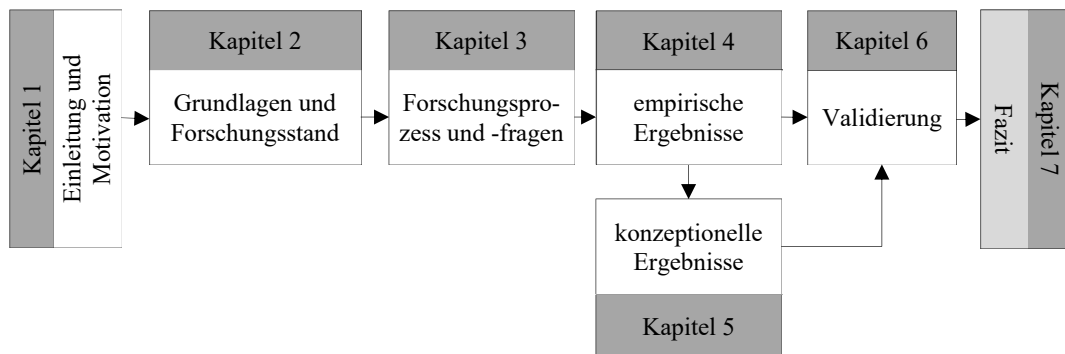 Kapitel 1
Einleitung und
Motivation
Kapitel 2
Grundlagen und
Forschungsstand
Kapitel 3
Forschungspro-
zess und -fragen
Kapitel 4
empirische
Ergebnisse
konzeptionelle
Ergebnisse
Kapitel 5
Kapitel 6
Validierung
Fazit
Kapitel 7